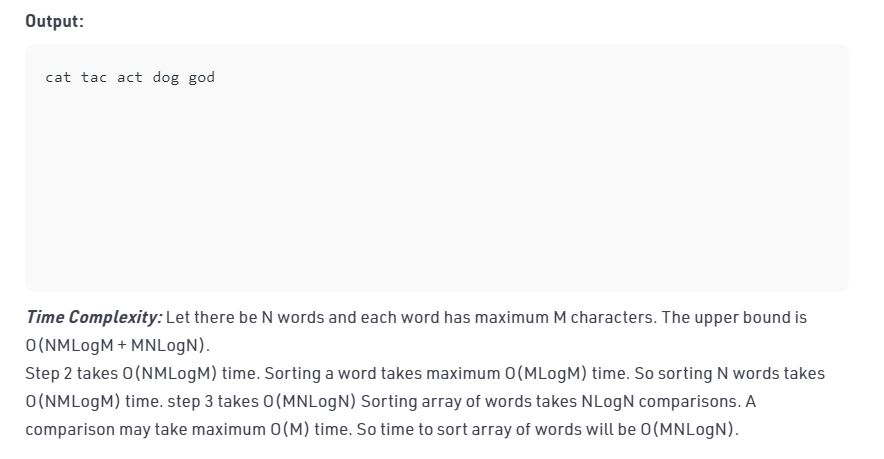 Output:
cat tac act dog god
Time Complexity: Let there be N words and each word has maximum M characters. The upper bound is
O(NMLogM + MNLogN).
Step 2 takes O(NMLogM) time. Sorting a word takes maximum O(MLogM) time. So sorting N words takes
O(NMLogM) time. step 3 takes O(MNLogN) Sorting array of words takes NLogN comparisons. A
comparison may take maximum O(M) time. So time to sort array of words will be O(MNLogN).